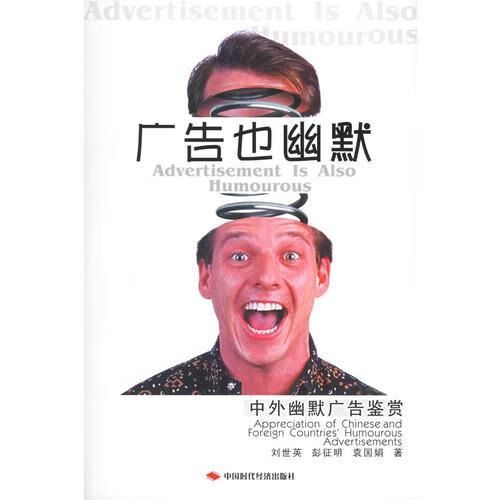 Advertisement Is Also
Humourous
广告也幽默
Advertisement Is Also
Humourous
中外幽默广告鉴赏
Appreciation of Chinese and
Foreign Countries' Humourous
Advertisements
刘世英 彭征明 袁国娟 著
中国时代经济出版社